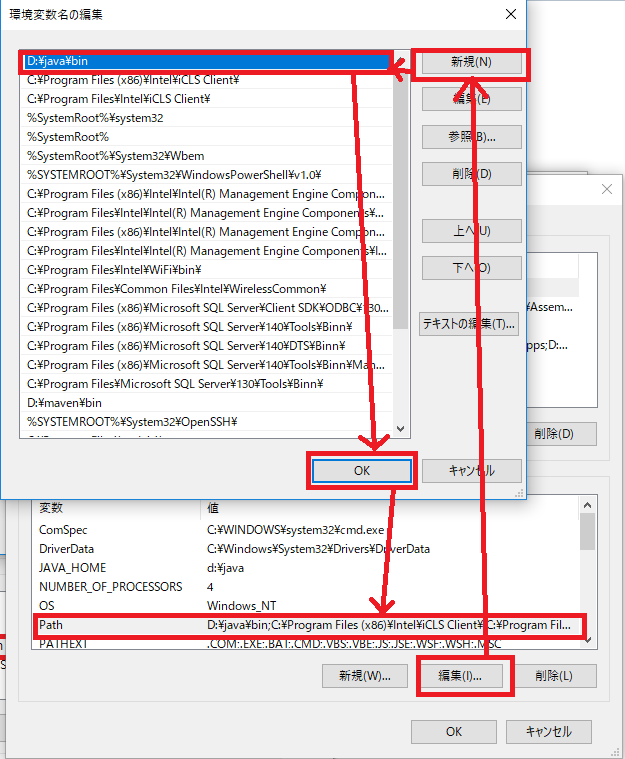 環境変数名の編集
D:¥java¥bin
C:¥Program Files (x86)¥Intel¥iCLS Client¥
C:¥Program Files¥Intel¥iCLS Client¥
%SystemRoot%¥system32
%SystemRoot%
%SystemRoot%¥System32¥Wbem
%SYSTEMROOT%¥System32¥WindowsPowerShell¥v1.0¥
C:¥Program Files (x86)¥Intel¥Intel(R) Management Engine Compon...
C:¥Program Files¥Intel¥Intel(R) Management Engine Components¥...
C:¥Program Files (x86)¥Intel¥Intel(R) Management Engine Compon...
C:¥Program Files¥Intel¥Intel(R) Management Engine Components¥I...
C:¥Program Files¥Intel¥WiFi¥bin¥
C:¥Program Files¥Common Files¥Intel¥WirelessCommon¥
C:¥Program Files (x86)¥Microsoft SQL Server¥Client SDK¥ODBC¥130...
C:¥Program Files (x86)¥Microsoft SQL Server¥140¥Tools¥Binn¥
C:¥Program Files (x86)¥Microsoft SQL Server¥140¥DTS¥Binn¥
C:¥Program Files (x86)¥Microsoft SQL Server¥140¥Tools¥Binn¥Man...
C:¥Program Files¥Microsoft SQL Server¥130¥Tools¥Binn¥
D:¥maven¥bin
%SYSTEMROOT%¥System32¥OpenSSH¥
新規(N)
編集(E)
参照(B)...
削除(D)
上へ(U)
下へ(O)
テキストの編集(T)...
OK
キャンセル
¥Assem...
pps;D:...
削除(D)
変数 値
ComSpec C:¥WINDOWS¥system32¥cmd.exe
DriverData C:¥Windows¥System32¥Drivers¥DriverData
JAVA_HOME d:¥java
NUMBER_OF_PROCESSORS 4
OS Windows_NT
Path D:¥java¥bin;C:¥Program Files (x86)¥Intel¥iCLS Client¥;C:¥Program Fil...
PATHEXT .COM;.EXE;.BAT;.CMD;.VBS;.VBE;.JS;.JSE;.WSF;.WSH;.MSC
新規(W)...
編集(I)...
削除(L)
OK
キャンセル